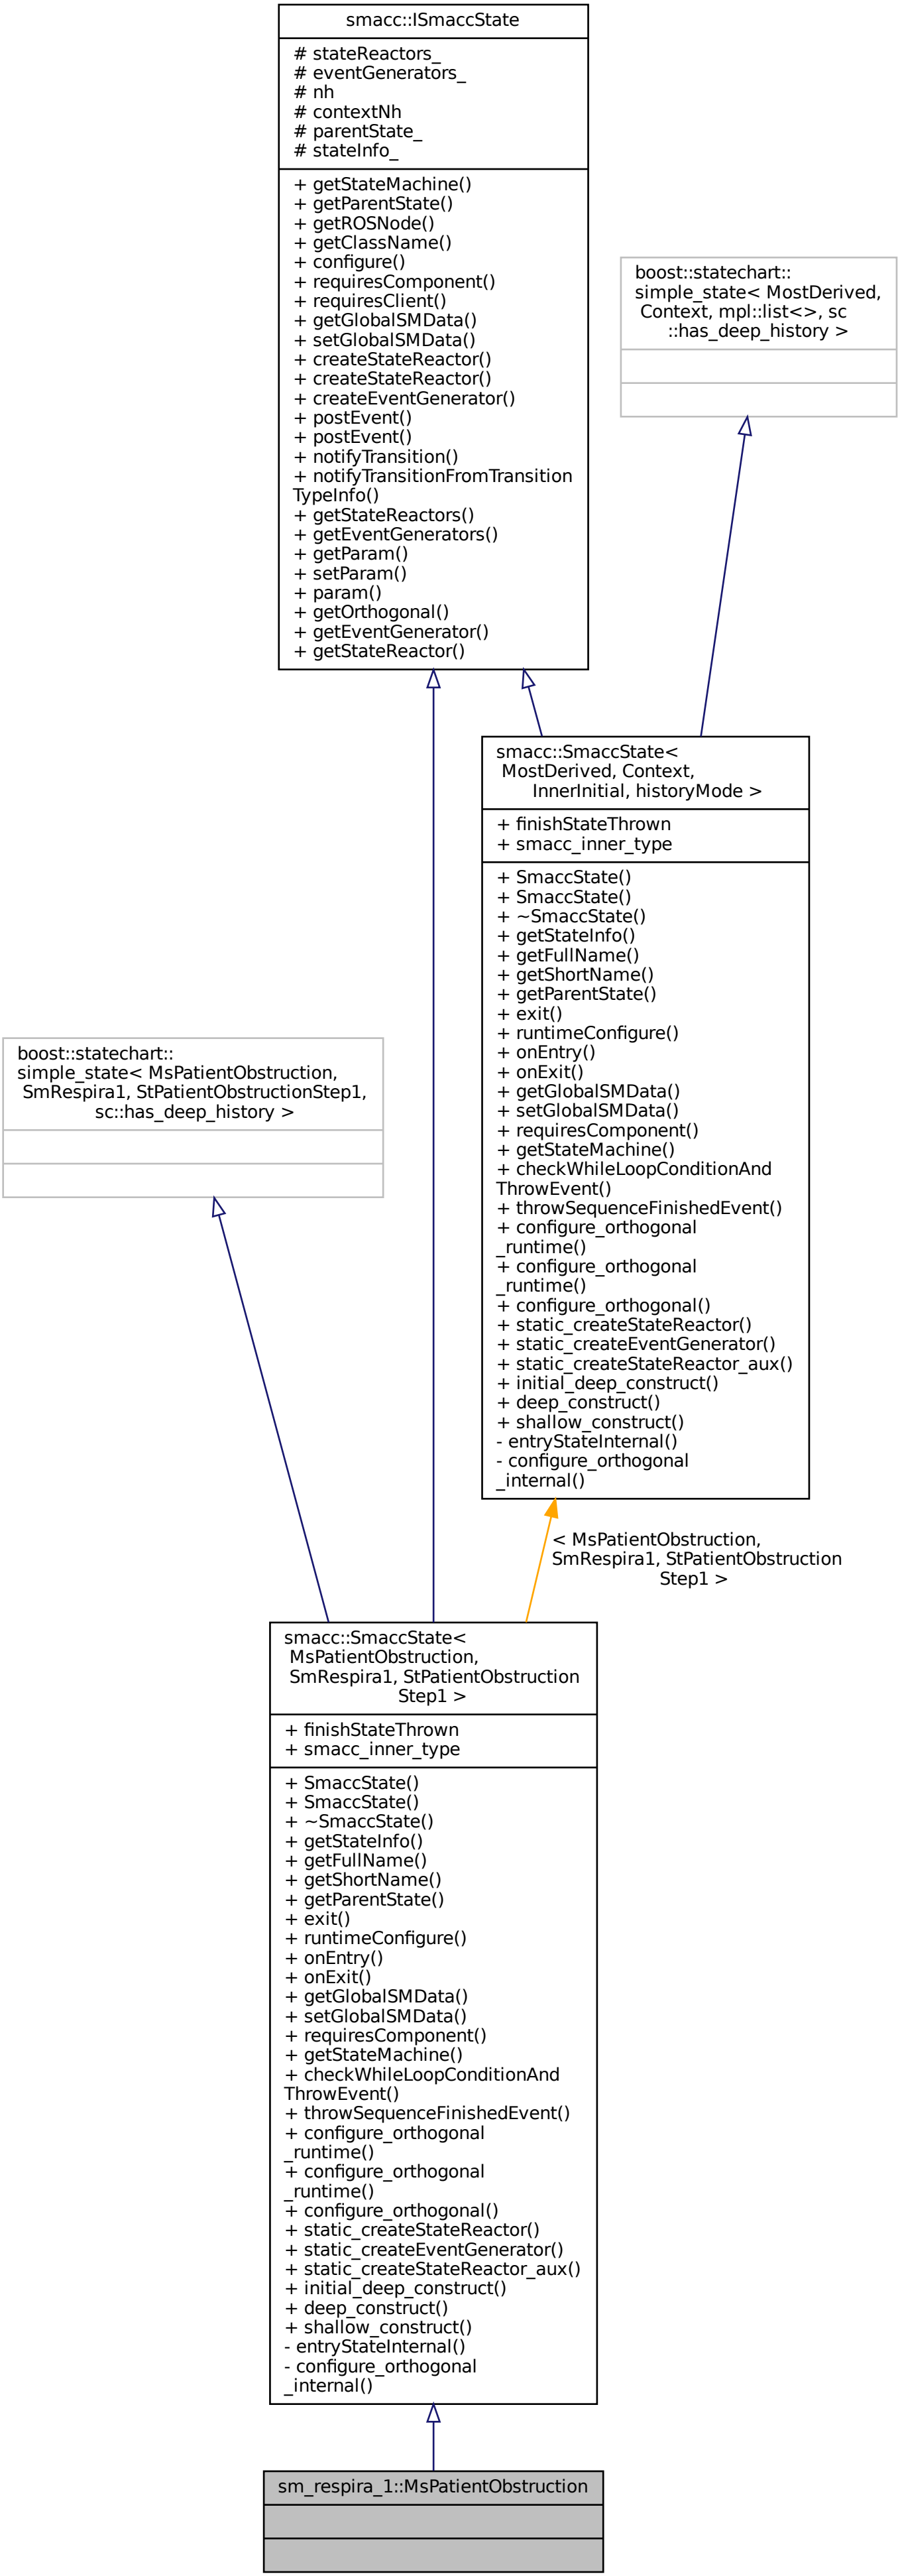 smacc::ISmaccState
# stateReactors_
# eventGenerators_
# nh
# contextNh
# parentState_
# stateInfo_
+ getStateMachine()
+ getParentState()
+ getROSNode()
+ getClassName()
+ configure()
+ requiresComponent()
+ requiresClient()
+ getGlobalSMData()
+ setGlobalSMData()
+ createStateReactor()
+ createStateReactor()
+ createEventGenerator()
+ postEvent()
+ postEvent()
+ notifyTransition()
+ notifyTransitionFromTransition
TypeInfo()
+ getStateReactors()
+ getEventGenerators()
+ getParam()
+ setParam()
+ param()
+ getOrthogonal()
+ getEventGenerator()
+ getStateReactor()
boost::statechart::
simple_state< MostDerived,
Context, mpl::list<>, sc
::has_deep_history >
smacc::SmaccState<
MostDerived, Context,
InnerInitial, historyMode >
+ finishStateThrown
+ smacc_inner_type
+ SmaccState()
+ SmaccState()
+ ~SmaccState()
+ getStateInfo()
+ getFullName()
+ getShortName()
+ getParentState()
+ exit()
+ runtimeConfigure()
+ onEntry()
+ onExit()
+ getGlobalSMData()
+ setGlobalSMData()
+ requiresComponent()
+ getStateMachine()
+ checkWhileLoopConditionAnd
ThrowEvent()
+ throwSequenceFinishedEvent()
+ configure_orthogonal
_runtime()
+ configure_orthogonal
_runtime()
+ configure_orthogonal()
+ static_createStateReactor()
+ static_createEventGenerator()
+ static_createStateReactor_aux()
+ initial_deep_construct()
+ deep_construct()
+ shallow_construct()
- entryStateInternal()
- configure_orthogonal
_internal()
boost::statechart::
simple_state< MsPatientObstruction,
SmRespira1, StPatientObstructionStep1,
sc::has_deep_history >
< MsPatientObstruction,
SmRespira1, StPatientObstruction
Step1 >
smacc::SmaccState<
MsPatientObstruction,
SmRespira1, StPatientObstruction
Step1 >
+ finishStateThrown
+ smacc_inner_type
+ SmaccState()
+ SmaccState()
+ ~SmaccState()
+ getStateInfo()
+ getFullName()
+ getShortName()
+ getParentState()
+ exit()
+ runtimeConfigure()
+ onEntry()
+ onExit()
+ getGlobalSMData()
+ setGlobalSMData()
+ requiresComponent()
+ getStateMachine()
+ checkWhileLoopConditionAnd
ThrowEvent()
+ throwSequenceFinishedEvent()
+ configure_orthogonal
_runtime()
+ configure_orthogonal
_runtime()
+ configure_orthogonal()
+ static_createStateReactor()
+ static_createEventGenerator()
+ static_createStateReactor_aux()
+ initial_deep_construct()
+ deep_construct()
+ shallow_construct()
- entryStateInternal()
- configure_orthogonal
_internal()
sm_respira_1::MsPatientObstruction